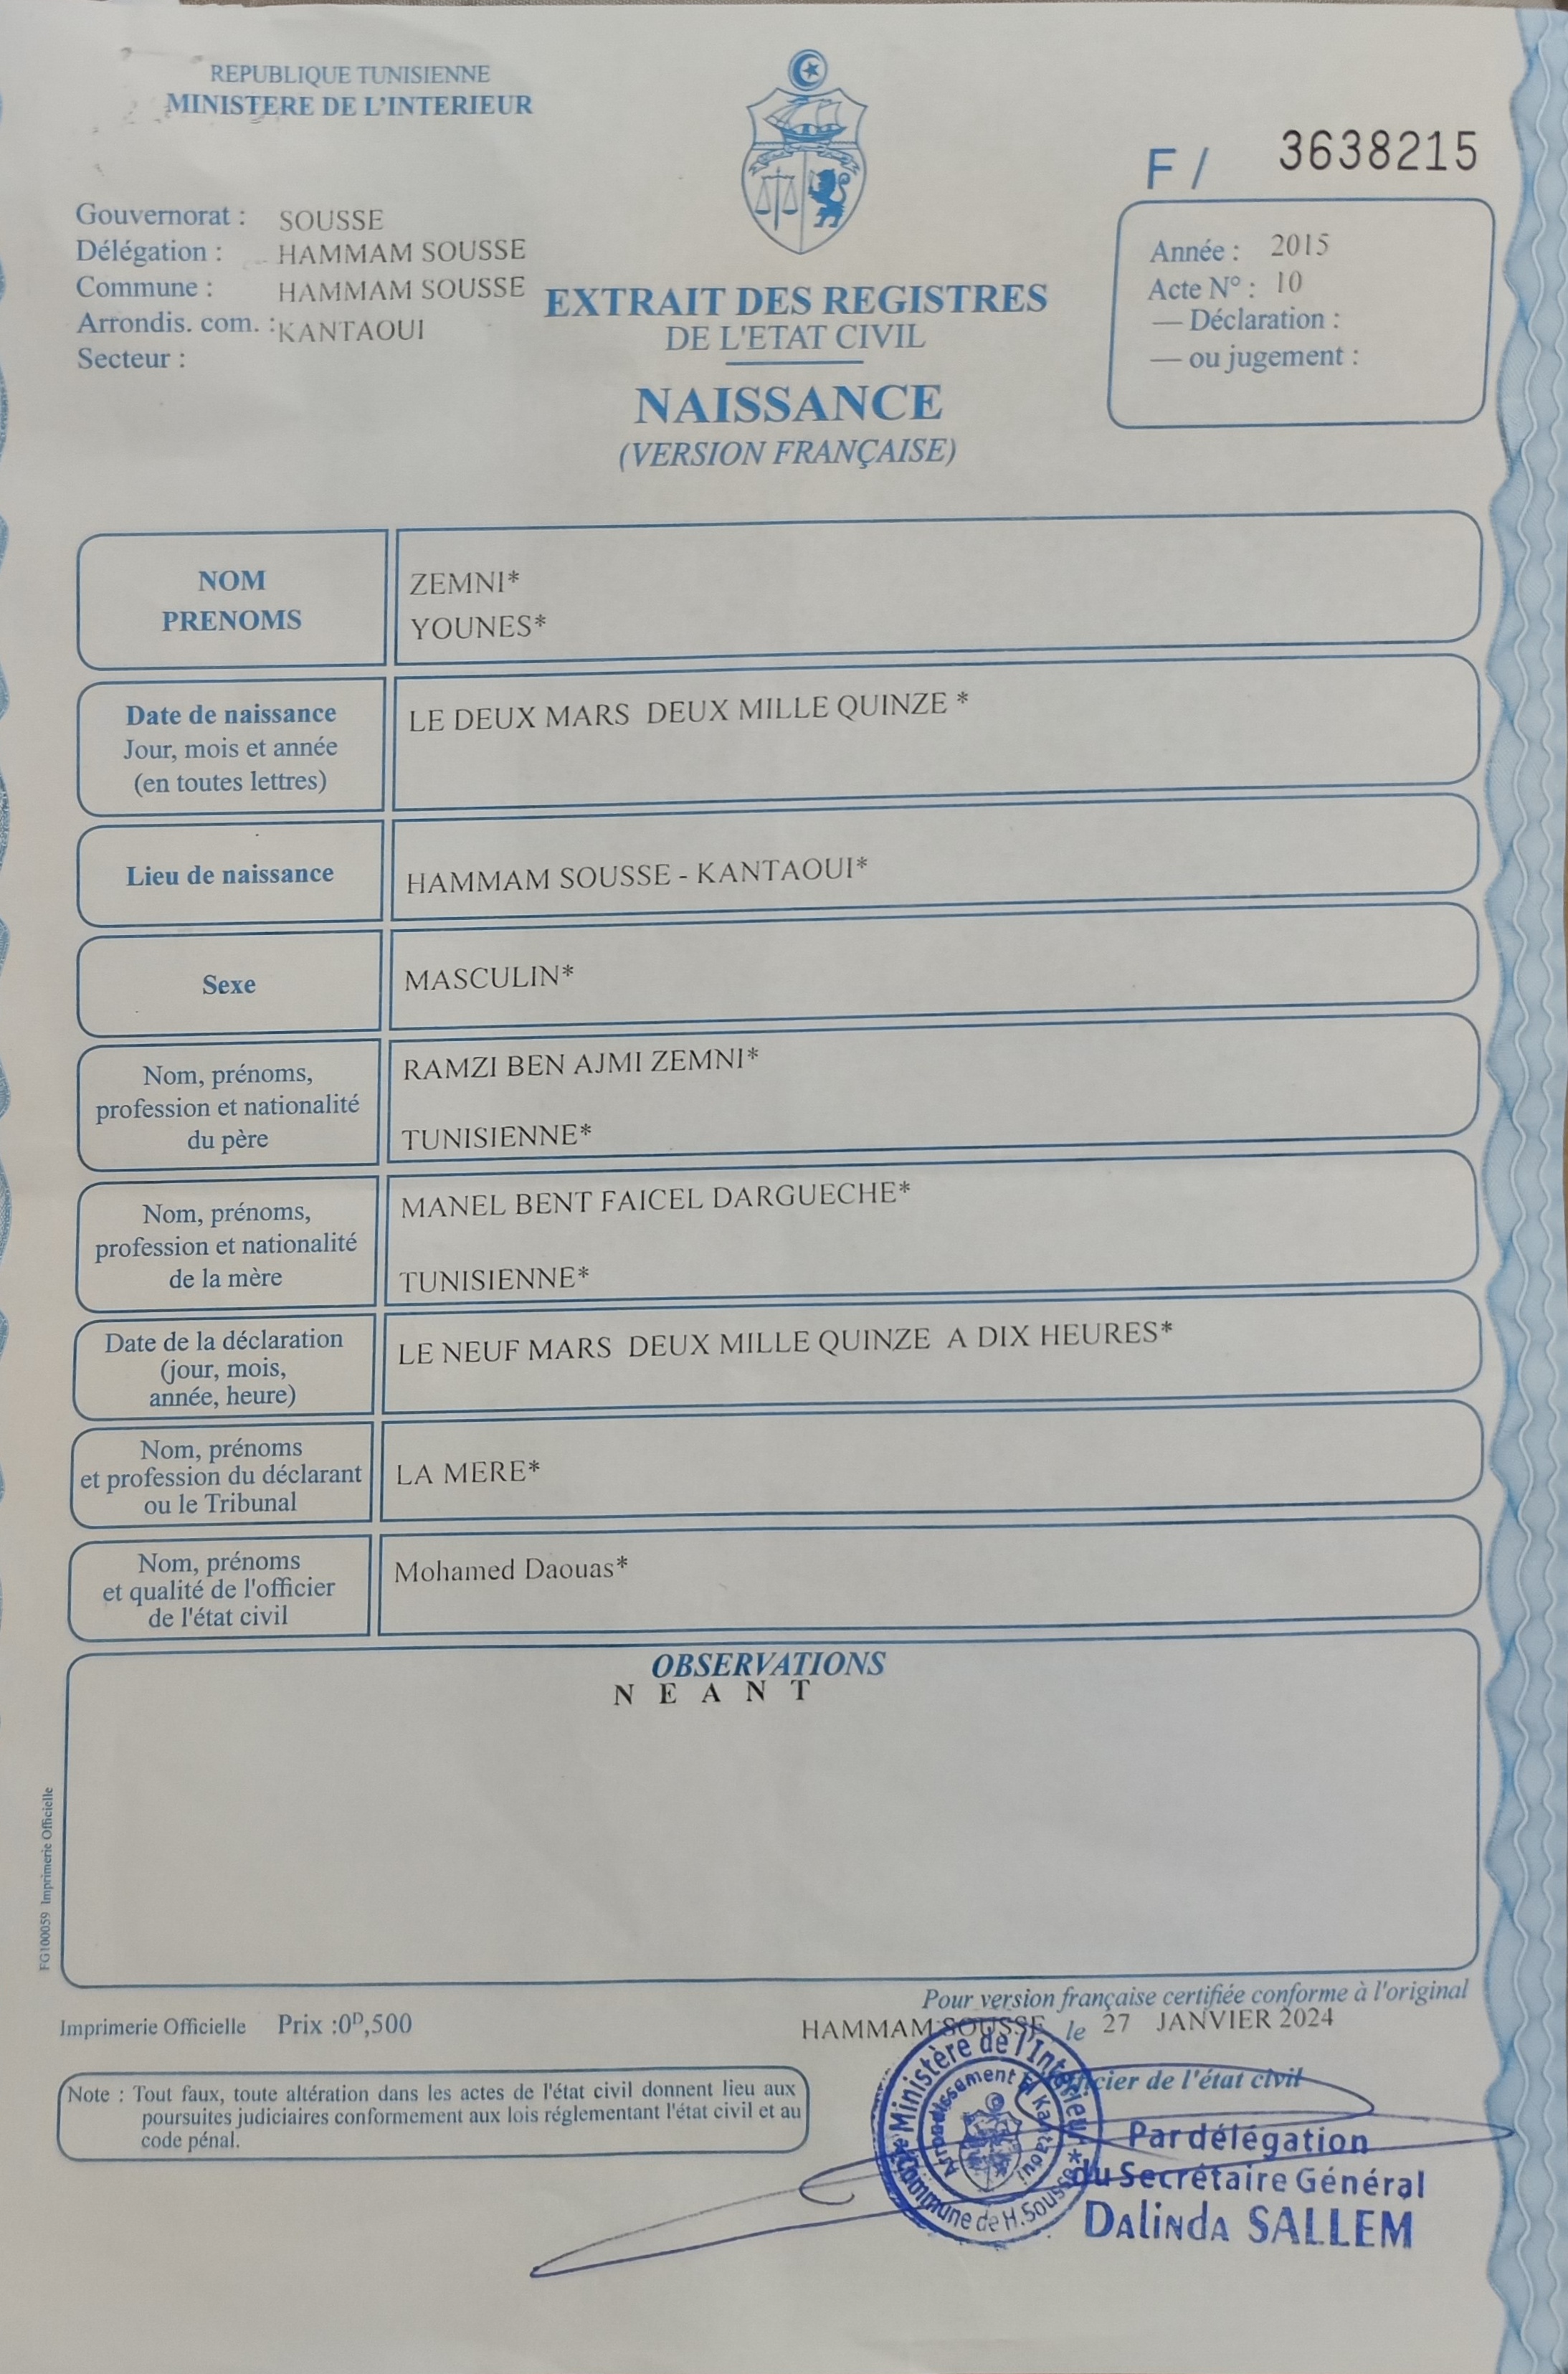 REPUBLIQUE TUNISIENNE
MINISTERE DE L'INTERIEUR
F / 3638215
Gouvernorat : SOUSSE
Délégation : HAMMAM SOUSSE
Commune : HAMMAM SOUSSE
Arrondis. com. : KANTAOUI
Secteur :
EXTRAIT DES REGISTRES
DE L'ETAT CIVIL
NAISSANCE
(VERSION FRANÇAISE)
Année : 2015
Acte N° : 10
— Déclaration :
— ou jugement :
NOM
PRENOMS
ZEMNI*
YOUNES*
Date de naissance
Jour, mois et année
(en toutes lettres)
LE DEUX MARS DEUX MILLE QUINZE *
Lieu de naissance
HAMMAM SOUSSE - KANTAOUI*
Sexe
MASCULIN*
Nom, prénoms,
profession et nationalité
du père
RAMZI BEN AJMI ZEMNI*
TUNISIENNE*
Nom, prénoms,
profession et nationalité
de la mère
MANEL BENT FAICEL DARGUECHE*
TUNISIENNE*
Date de la déclaration
(jour, mois,
année, heure)
LE NEUF MARS DEUX MILLE QUINZE A DIX HEURES*
Nom, prénoms
et profession du déclarant
ou le Tribunal
LA MERE*
Nom, prénoms
et qualité de l'officier
de l'état civil
Mohamed Daouas*
OBSERVATIONS
N E A N T
FG100059 Imprimerie Officielle
Pour version française certifiée conforme à l'original
Imprimerie Officielle Prix :0D,500
HAMMAM SOUSSE le 27 JANVIER 2024
Note : Tout faux, toute altération dans les actes de l'état civil donnent lieu aux
poursuites judiciaires conformement aux lois réglementant l'état civil et au
code pénal.
de l'état civil
Ministère de l'Intérieur
Commune de H.Sousse
Arrondissement El Kantaoui
Par délégation
du Secrétaire Général
Dalinda SALLEM